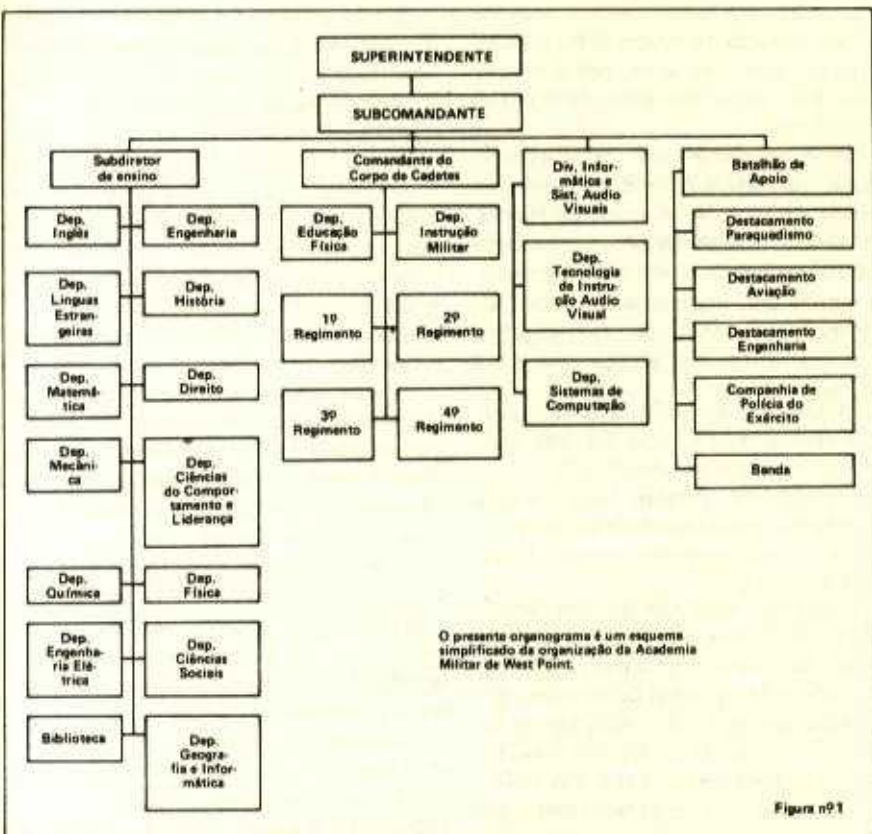 SUPERINTENDENTE
SUBCOMANDANTE
Subdiretor
de ensino
Dep.
Inglês
Dep.
Engenharia
Dep.
Línguas
Estran-
geiras
Dep.
História
Dep.
Matemá-
tica
Dep.
Direito
Dep.
Mecâni-
ca
Dep.
Ciências
do Compor-
tamento e
Liderança
Dep.
Química
Dep.
Física
Dep.
Engenha-
ria Elé-
trica
Dep.
Ciências
Sociais
Biblioteca
Dep.
Geogra-
fia e Infor-
mática
Comandante do
Corpo de Cadetes
Dep.
Educação
Física
Dep.
Instrução
Militar
1º
Regimento
2º
Regimento
3º
Regimento
4º
Regimento
Div. Infor-
mática e
Sist. Audio
Visuais
Dep.
Tecnologia
de Instru-
ção Audio
Visual
Dep.
Sistemas de
Computação
Batalhão de
Apoio
Destacamento
Paraquedismo
Destacamento
Aviação
Destacamento
Engenharia
Companhia de
Polícia do
Exército
Banda
O presente organograma é um esquema
simplificado da organização da Academia
Militar de West Point.
Figura nº1